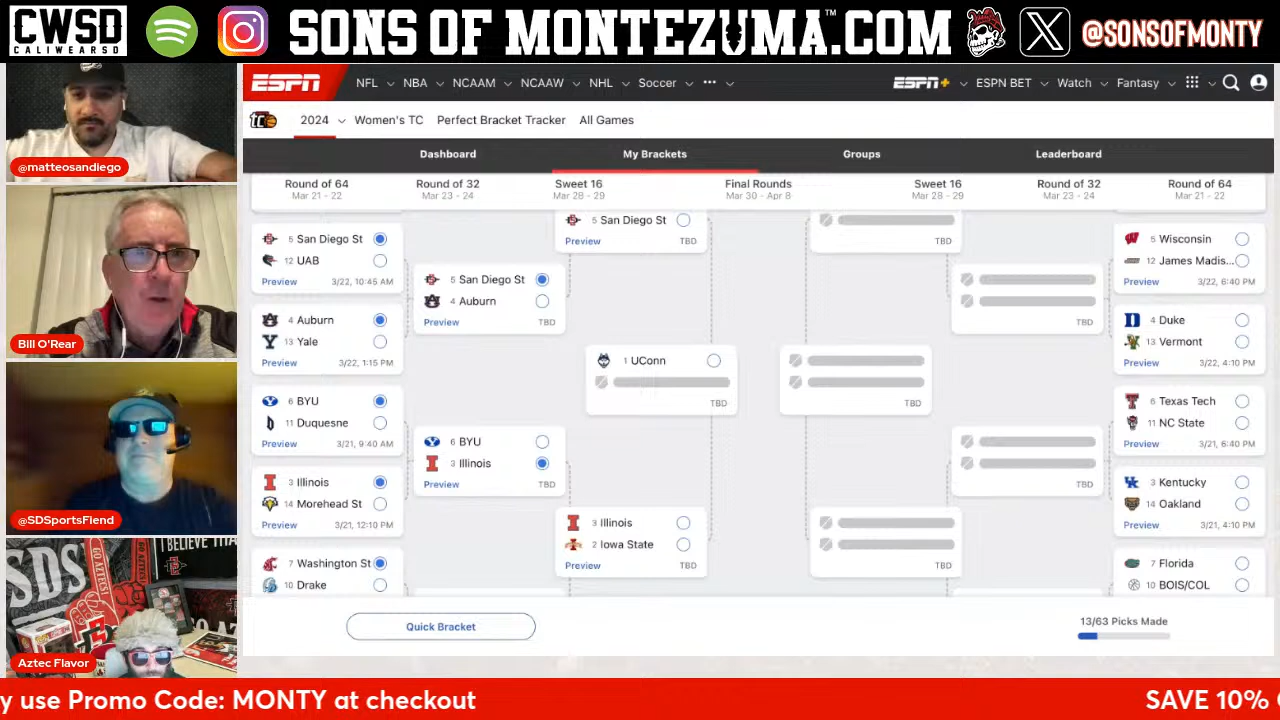 CWSD
CALIWEARSD
SONS OF MONTEZUMA.COM™
@SONSOFMONTY
@matteosandiego
Bill O'Rear
@SDSportsFiend
SDS
GO AZTECS!
I BELIEVE THA
Aztec Flavor
ESPN
NFL
NBA
NCAAM
NCAAW
NHL
Soccer
ESPN+
ESPN BET
Watch
Fantasy
TC
2024
Women's TC
Perfect Bracket Tracker
All Games
Dashboard
My Brackets
Groups
Leaderboard
Round of 64
Mar 21 - 22
Round of 32
Mar 23 - 24
Sweet 16
Mar 28 - 29
Final Rounds
Mar 30 - Apr 8
Sweet 16
Mar 28 - 29
Round of 32
Mar 23 - 24
Round of 64
Mar 21 - 22
5 San Diego St
12 UAB
Preview 3/22, 10:45 AM
4 Auburn
13 Yale
Preview 3/22, 1:15 PM
6 BYU
11 Duquesne
Preview 3/21, 9:40 AM
3 Illinois
14 Morehead St
Preview 3/21, 12:10 PM
7 Washington St
10 Drake
5 San Diego St
4 Auburn
Preview TBD
6 BYU
3 Illinois
Preview TBD
5 San Diego St
Preview TBD
1 UConn
TBD
3 Illinois
2 Iowa State
Preview TBD
TBD
TBD
TBD
TBD
TBD
5 Wisconsin
12 James Madis...
Preview 3/22, 6:40 PM
4 Duke
13 Vermont
Preview 3/22, 4:10 PM
6 Texas Tech
11 NC State
Preview 3/21, 6:40 PM
3 Kentucky
14 Oakland
Preview 3/21, 4:10 PM
7 Florida
10 BOIS/COL
Quick Bracket
13/63 Picks Made
y use Promo Code: MONTY at checkout
SAVE 10%